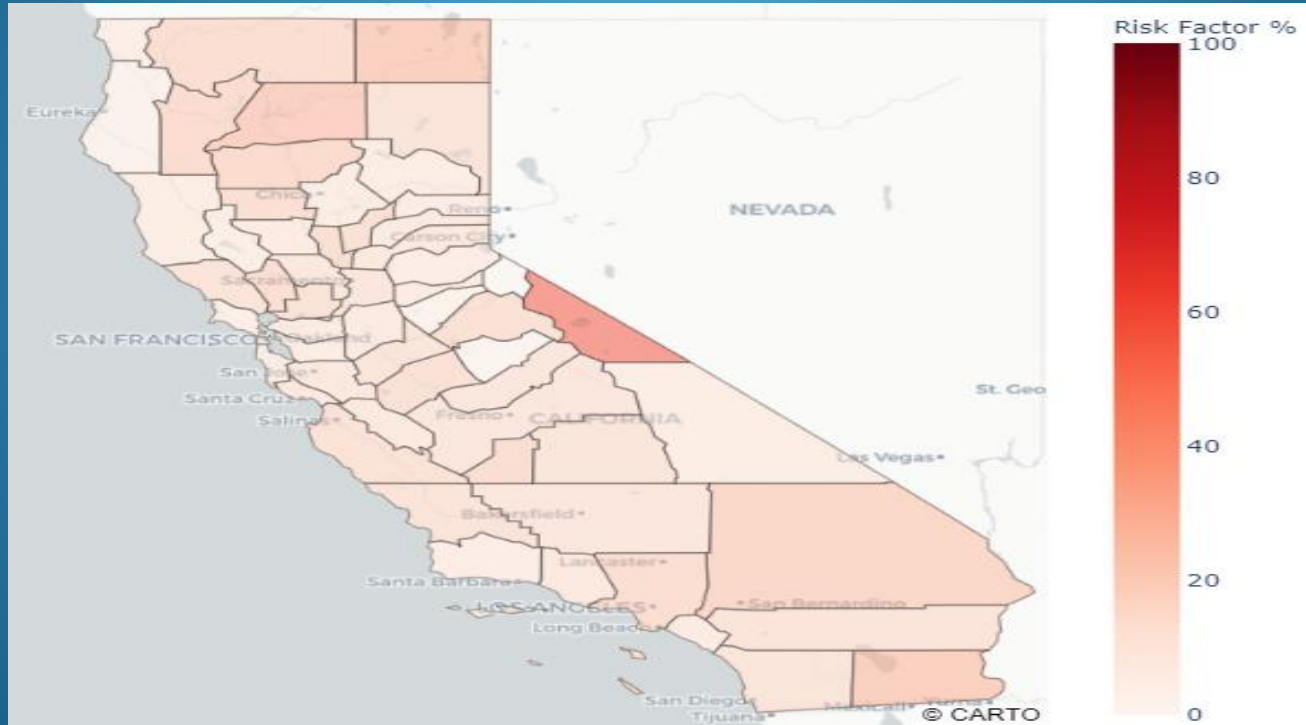 Risk Factor %
100
80
60
40
20
0
Eureka
Chico
Reno
NEVADA
Carson City
Sacramento
SAN FRANCISCO
Oakland
San Jose
St. Geo
Santa Cruz
Salinas
Fresno
CALIFORNIA
Las Vegas
Bakersfield
Lancaster
Santa Barbara
LOS ANGELES
San Bernardino
Long Beach
San Diego
Mexicali
Yuma
Tijuana
© CARTO